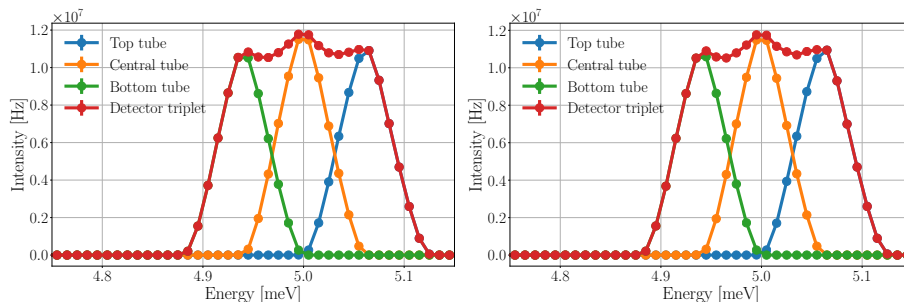 ×10⁷
1.2
1.0
0.8
0.6
0.4
0.2
0.0
Intensity [Hz]
Top tube
Central tube
Bottom tube
Detector triplet
4.8 4.9 5.0 5.1
Energy [meV]
×10⁷
1.2
1.0
0.8
0.6
0.4
0.2
0.0
Intensity [Hz]
Top tube
Central tube
Bottom tube
Detector triplet
4.8 4.9 5.0 5.1
Energy [meV]